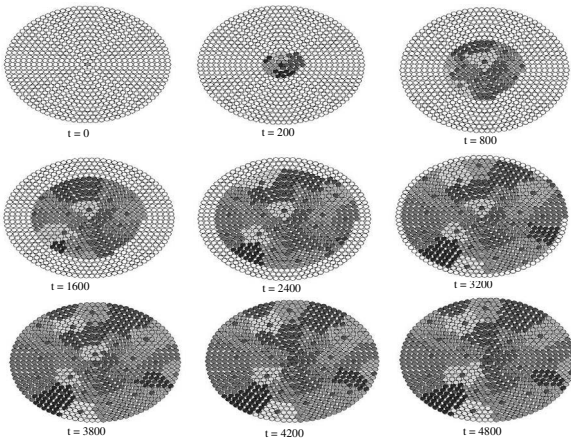 t = 0
t = 200
t = 800
t = 1600
t = 2400
t = 3200
t = 3800
t = 4200
t = 4800